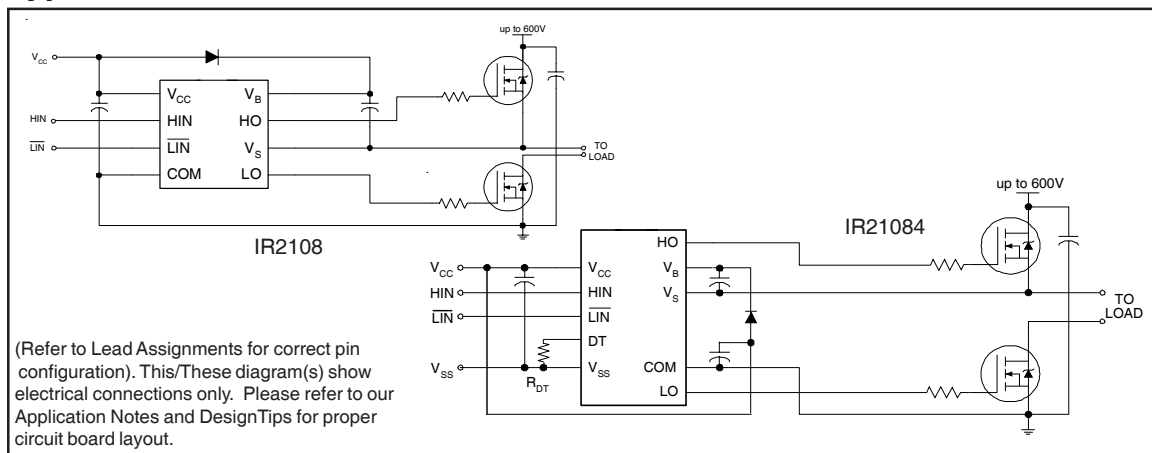 up to 600V
VCC
VCC
VB
HIN
HIN
HO
LIN
LIN
VS
TO
LOAD
COM
LO
IR2108
up to 600V
IR21084
HO
VCC
VCC
VB
HIN
HIN
VS
TO
LOAD
LIN
LIN
DT
VSS
VSS
COM
RDT
LO
(Refer to Lead Assignments for correct pin
configuration). This/These diagram(s) show
electrical connections only. Please refer to our
Application Notes and DesignTips for proper
circuit board layout.